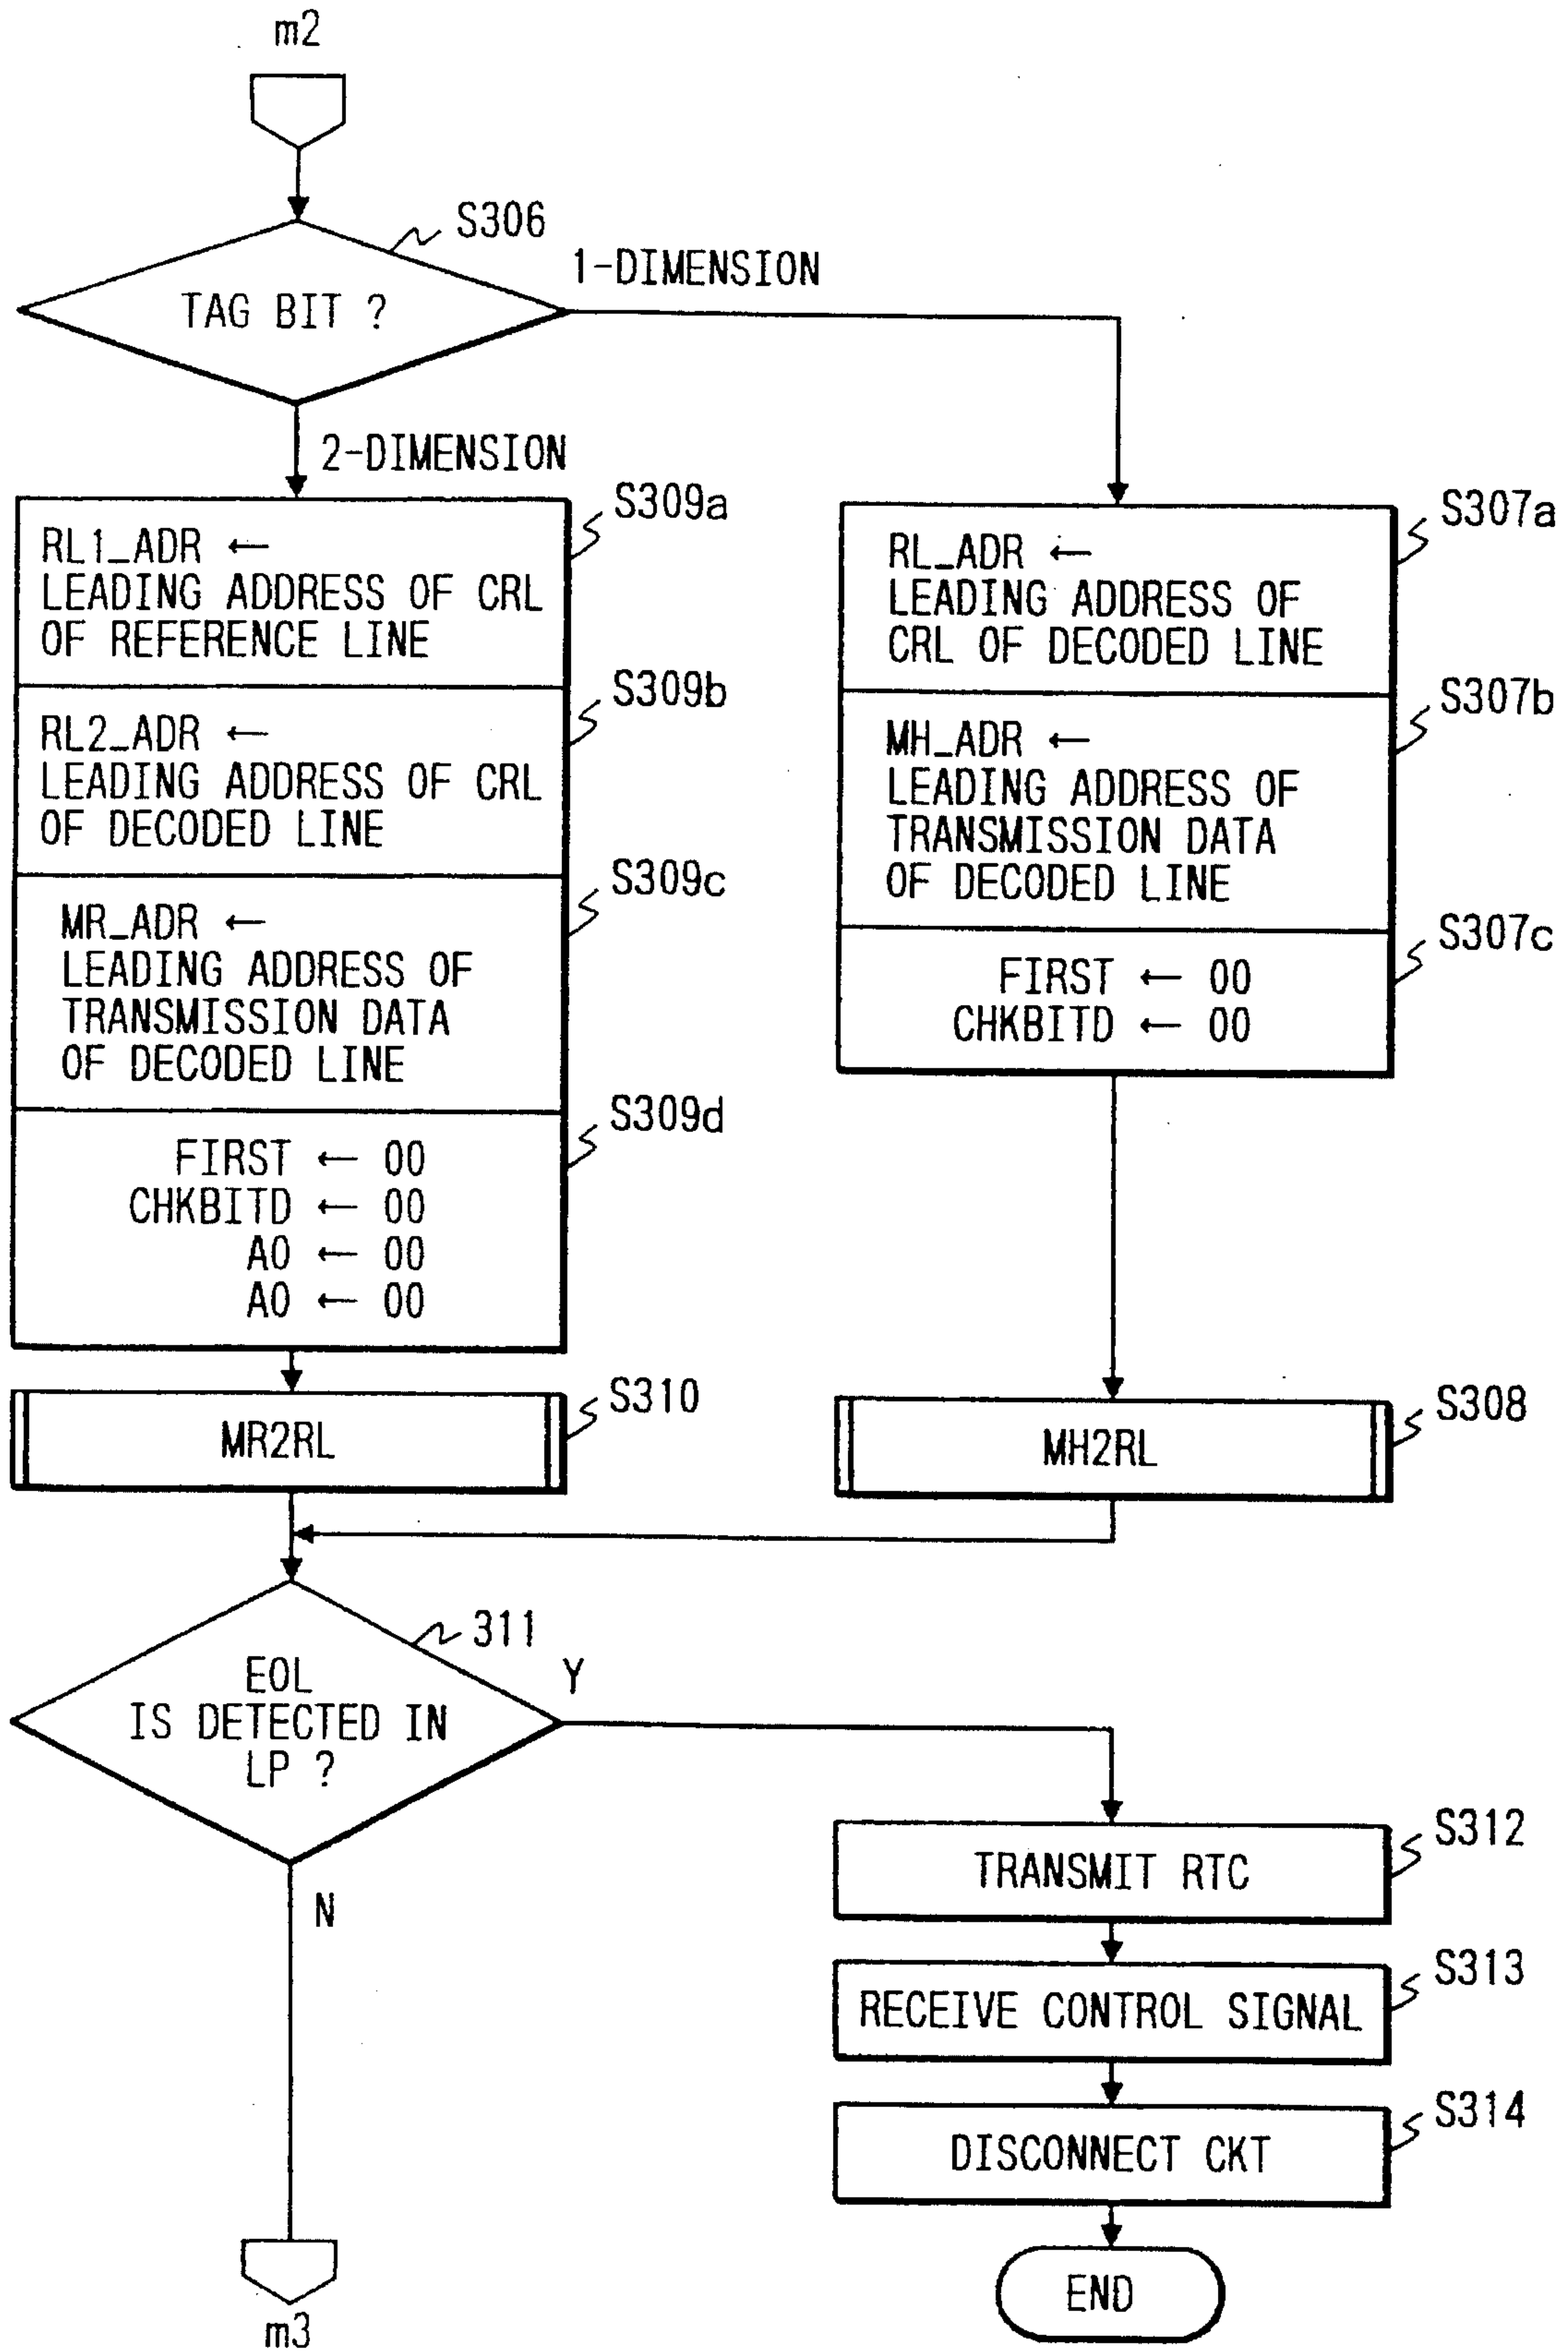 m2
S306
1-DIMENSION
TAG BIT ?
2-DIMENSION
S309a
RL1_ADR ←
LEADING ADDRESS OF CRL
OF REFERENCE LINE
S309b
RL2_ADR ←
LEADING ADDRESS OF CRL
OF DECODED LINE
S309c
MR_ADR ←
LEADING ADDRESS OF
TRANSMISSION DATA
OF DECODED LINE
S309d
FIRST ← 00
CHKBITD ← 00
A0 ← 00
A0 ← 00
S310
MR2RL
S307a
RL_ADR ←
LEADING ADDRESS OF
CRL OF DECODED LINE
S307b
MH_ADR ←
LEADING ADDRESS OF
TRANSMISSION DATA
OF DECODED LINE
S307c
FIRST ← 00
CHKBITD ← 00
S308
MH2RL
311
EOL
IS DETECTED IN
LP ?
Y
N
S312
TRANSMIT RTC
S313
RECEIVE CONTROL SIGNAL
S314
DISCONNECT CKT
END
m3